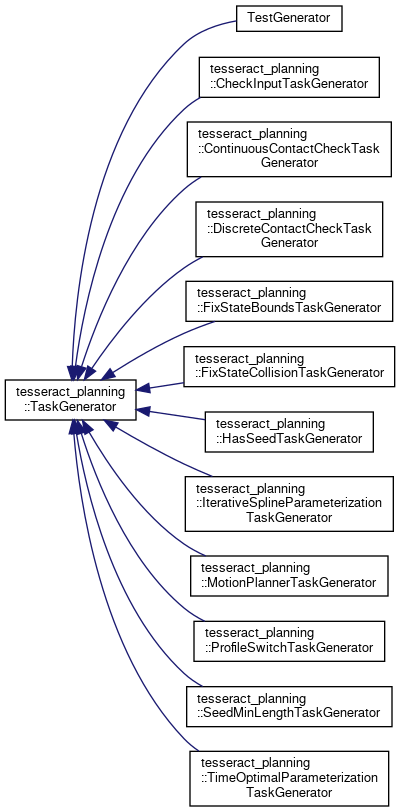 TestGenerator
tesseract_planning
::CheckInputTaskGenerator
tesseract_planning
::ContinuousContactCheckTask
Generator
tesseract_planning
::DiscreteContactCheckTask
Generator
tesseract_planning
::FixStateBoundsTaskGenerator
tesseract_planning
::FixStateCollisionTaskGenerator
tesseract_planning
::TaskGenerator
tesseract_planning
::HasSeedTaskGenerator
tesseract_planning
::IterativeSplineParameterization
TaskGenerator
tesseract_planning
::MotionPlannerTaskGenerator
tesseract_planning
::ProfileSwitchTaskGenerator
tesseract_planning
::SeedMinLengthTaskGenerator
tesseract_planning
::TimeOptimalParameterization
TaskGenerator